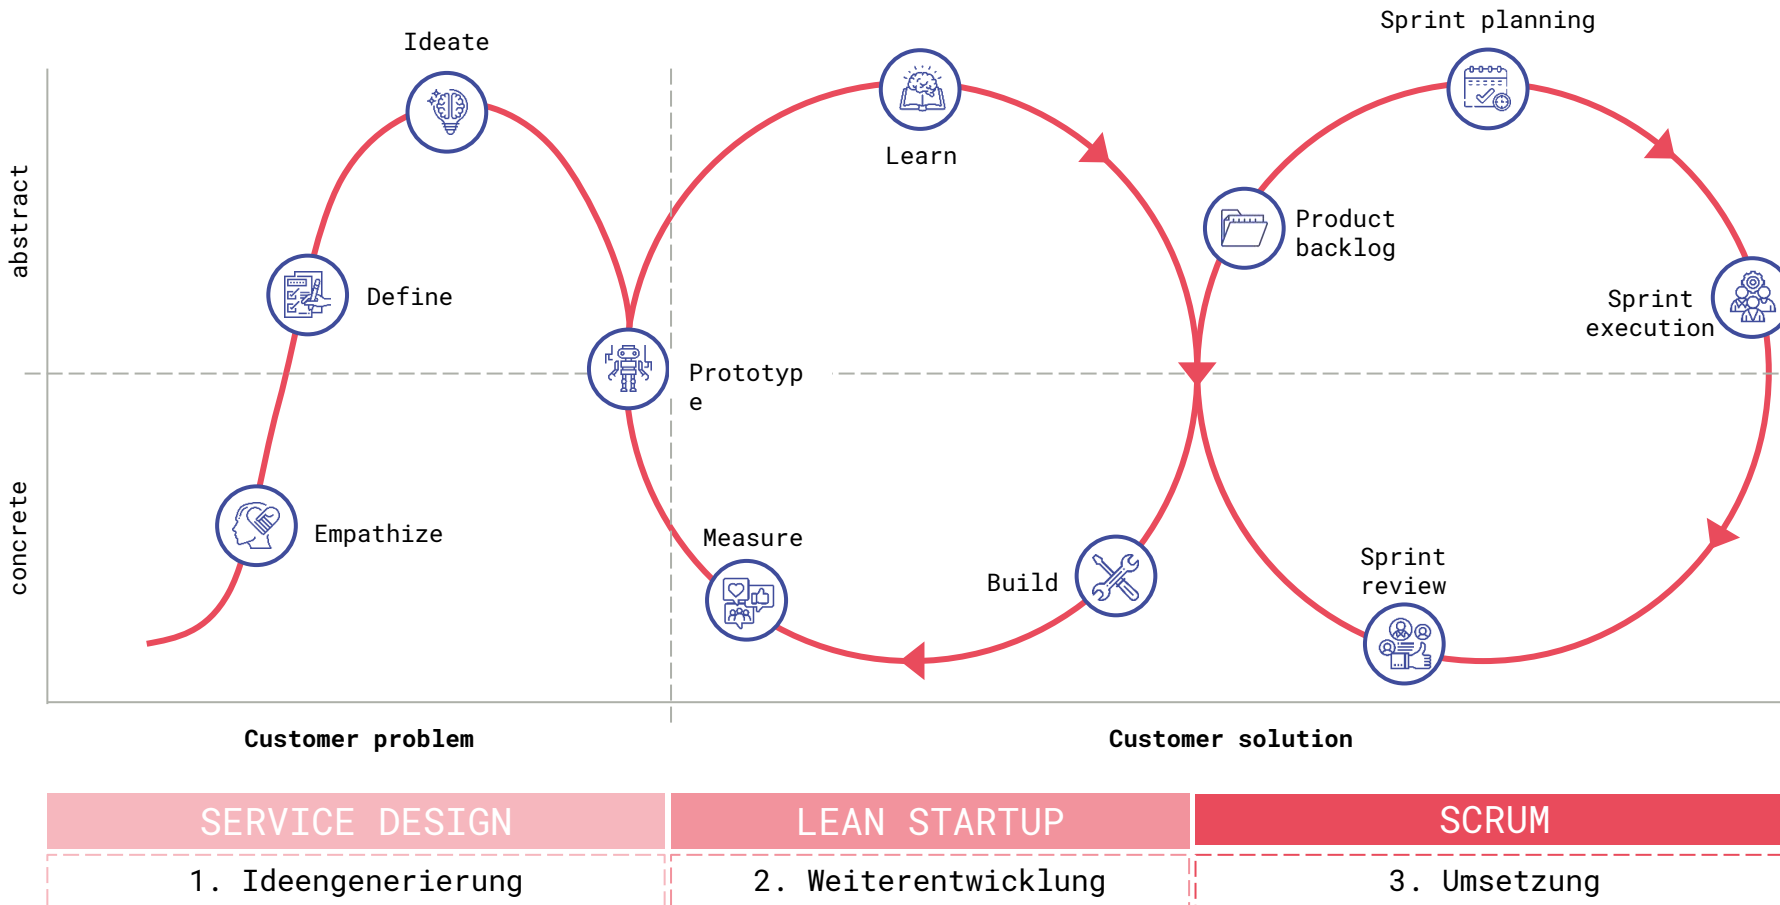 Sprint planning
Ideate
Learn
abstract
Product
backlog
Define
Sprint
execution
Prototyp
e
concrete
Empathize
Measure
Build
Sprint
review
Customer problem
Customer solution
SERVICE DESIGN
LEAN STARTUP
SCRUM
1. Ideengenerierung
2. Weiterentwicklung
3. Umsetzung